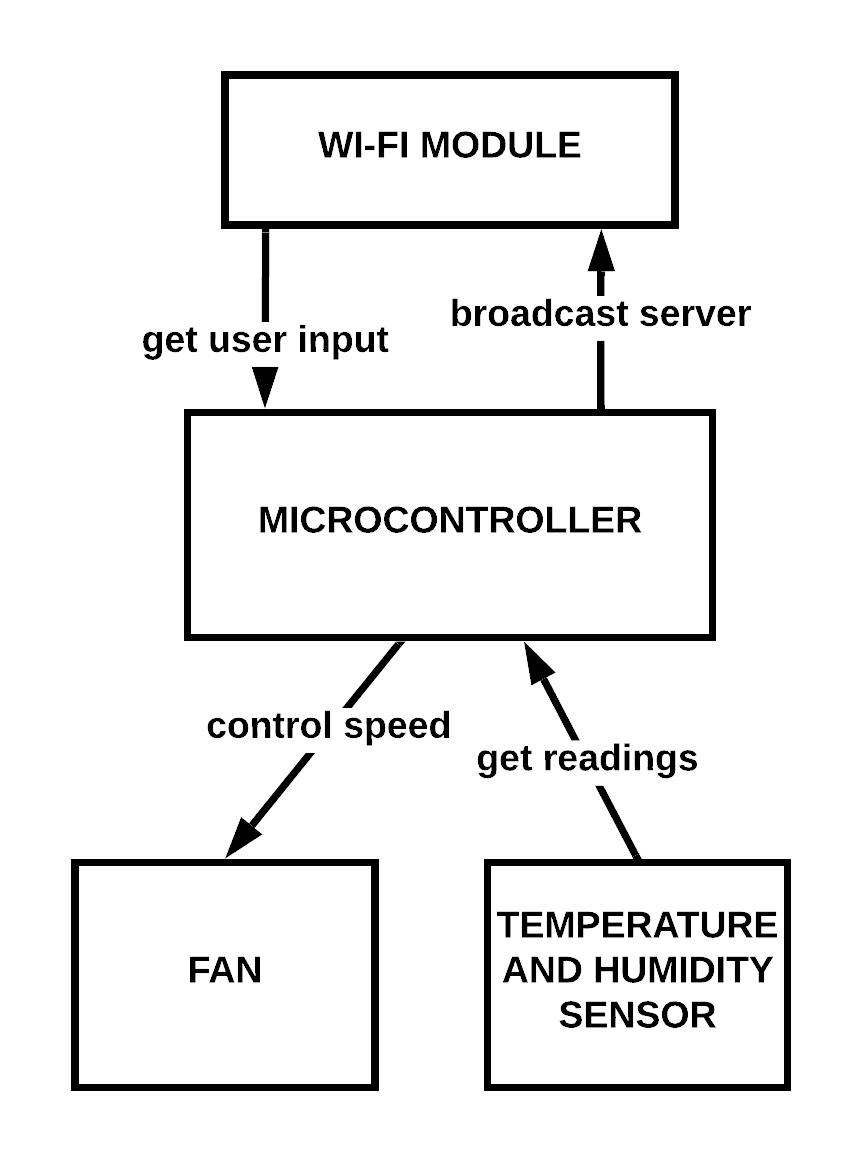 WI-FI MODULE
get user input
broadcast server
MICROCONTROLLER
control speed
get readings
FAN
TEMPERATURE
AND HUMIDITY
SENSOR